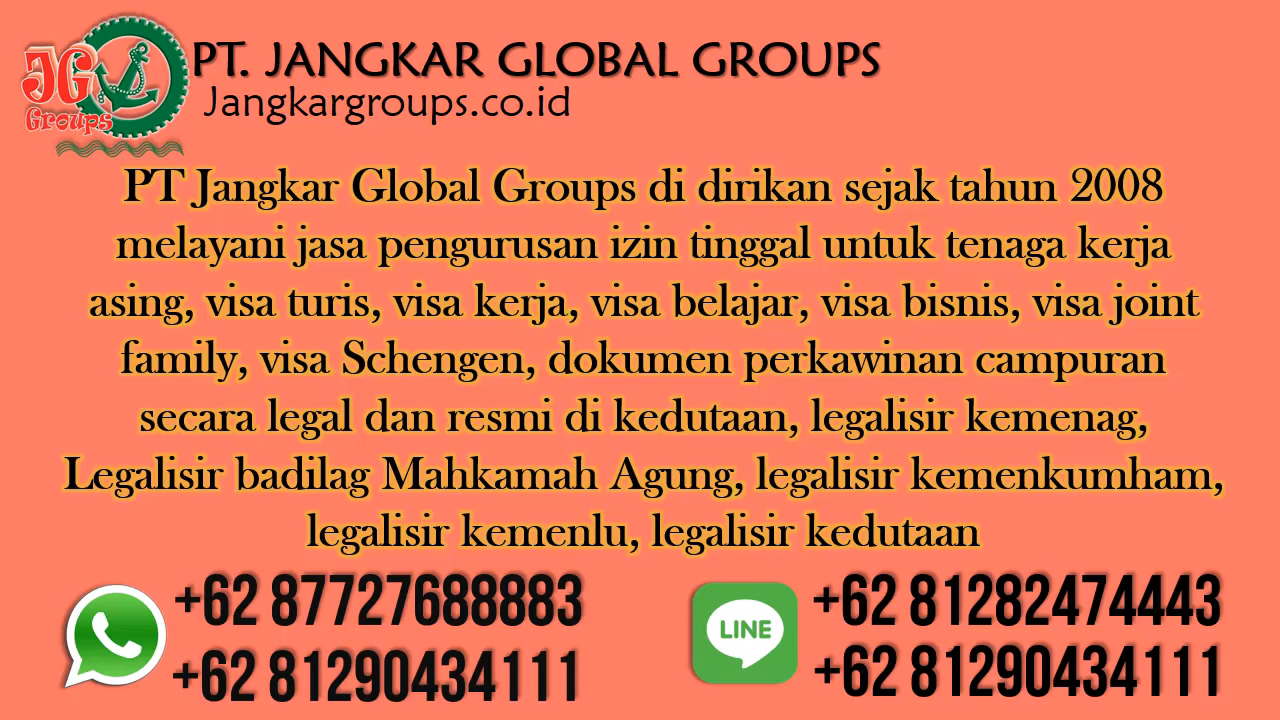 JG
Groups
PT. JANGKAR GLOBAL GROUPS
Jangkargroups.co.id
PT Jangkar Global Groups di dirikan sejak tahun 2008
melayani jasa pengurusan izin tinggal untuk tenaga kerja
asing, visa turis, visa kerja, visa belajar, visa bisnis, visa joint
family, visa Schengen, dokumen perkawinan campuran
secara legal dan resmi di kedutaan, legalisir kemenag,
Legalisir badilag Mahkamah Agung, legalisir kemenkumham,
legalisir kemenlu, legalisir kedutaan
+62 87727688883
+62 81290434111
LINE
+62 81282474443
+62 81290434111